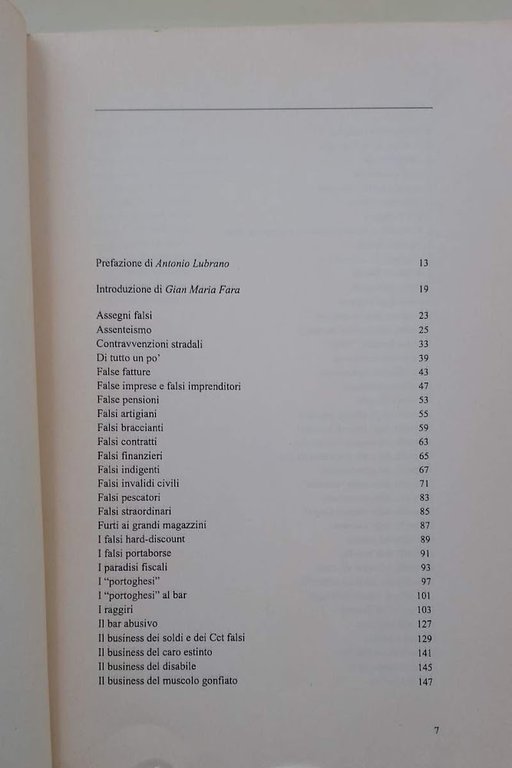 Prefazione di Antonio Lubrano 13
Introduzione di Gian Maria Fara 19
Assegni falsi 23
Assenteismo 25
Contravvenzioni stradali 33
Di tutto un po' 39
False fatture 43
False imprese e falsi imprenditori 47
False pensioni 53
Falsi artigiani 55
Falsi braccianti 59
Falsi contratti 63
Falsi finanzieri 65
Falsi indigenti 67
Falsi invalidi civili 71
Falsi pescatori 83
Falsi straordinari 85
Furti ai grandi magazzini 87
I falsi hard-discount 89
I falsi portaborse 91
I paradisi fiscali 93
I “portoghesi” 97
I “portoghesi” al bar 101
I raggiri 103
Il bar abusivo 127
Il business dei soldi e dei Cct falsi 129
Il business del caro estinto 141
Il business del disabile 145
Il business del muscolo gonfiato 147
7